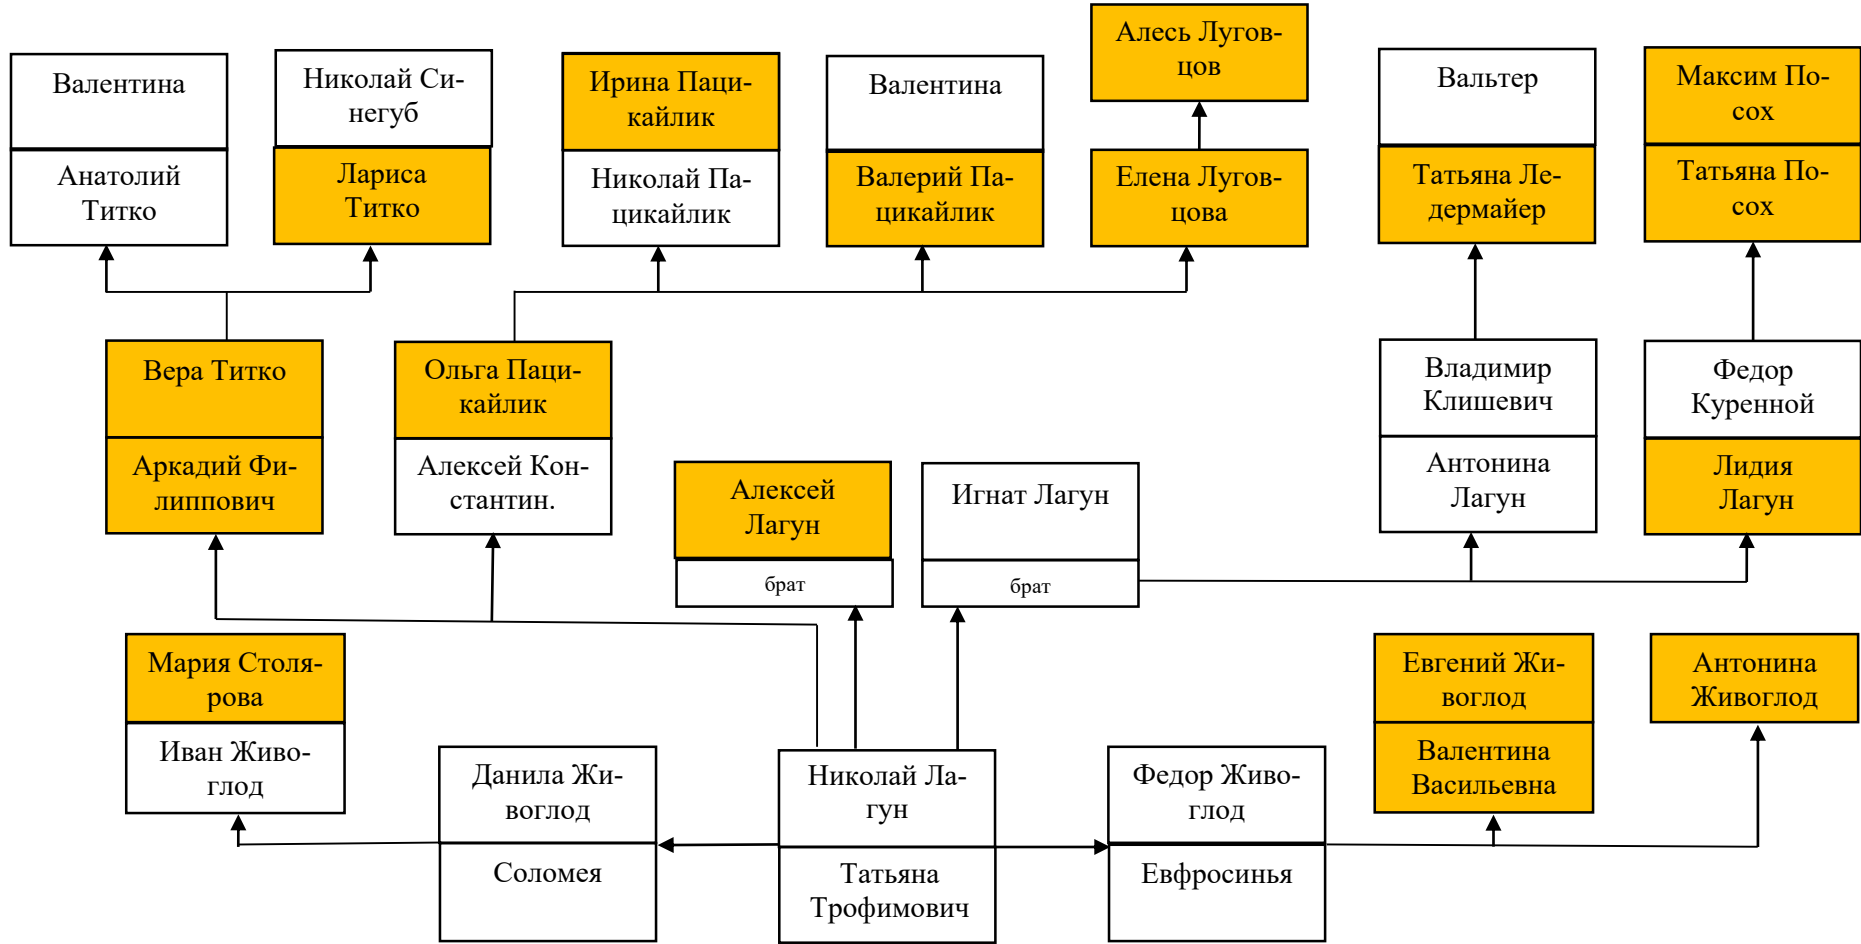 Алесь Лугов-
цов
Валентина
Николай Си-
негуб
Ирина Паци-
кайлик
Валентина
Вальтер
Максим По-
сох
Анатолий
Титко
Лариса
Титко
Николай Па-
цикайлик
Валерий Па-
цикайлик
Елена Лугов-
цова
Татьяна Ле-
дермайер
Татьяна По-
сох
Вера Титко
Ольга Паци-
кайлик
Владимир
Клишевич
Федор
Куренной
Аркадий Фи-
липпович
Алексей Кон-
стантин.
Алексей
Лагун
брат
Игнат Лагун
брат
Антонина
Лагун
Лидия
Лагун
Мария Столя-
рова
Иван Живо-
глод
Евгений Жи-
воглод
Валентина
Васильевна
Антонина
Живоглод
Данила Жи-
воглод
Соломея
Николай Ла-
гун
Татьяна
Трофимович
Федор Живо-
глод
Евфросинья